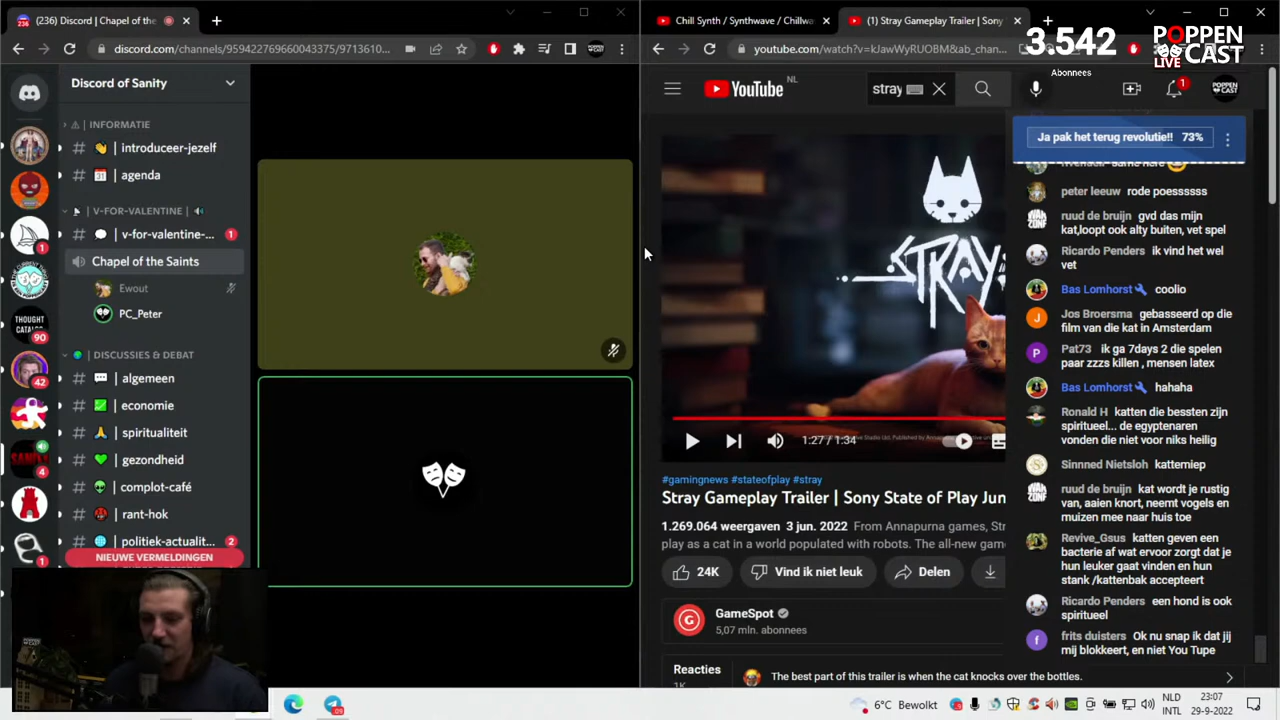 (236) Discord | Chapel of the
discord.com/channels/959422769660043375/9713610...
Discord of Sanity
INFORMATIE
# | introduceer-jezelf
# | agenda
| V-FOR-VALENTINE |
# | v-for-valentine-... 1
Chapel of the Saints
Ewout
PC_Peter
| DISCUSSIES & DEBAT
# | algemeen
# | economie
# | spiritualiteit
# | gezondheid
# | complot-café
# | rant-hok
# | politiek-actualit... 2
NIEUWE VERMELDINGEN
236
1
THOUGHT
CATALOG
90
42
4
1
Chill Synth / Synthwave / Chillwa
(1) Stray Gameplay Trailer | Sony
youtube.com/watch?v=kJawWyRUOBM&ab_chan...
3.542
Abonnees
POPPEN
CAST
LIVE
YouTube NL
stray
1
STRAY
1:27 / 1:34
#gamingnews #stateofplay #stray
Stray Gameplay Trailer | Sony State of Play Jun
1.269.064 weergaven 3 jun. 2022 From Annapurna games, Str
play as a cat in a world populated with robots. The all-new gam
24K
Vind ik niet leuk
Delen
GameSpot
5,07 mln. abonnees
Reacties
1K
The best part of this trailer is when the cat knocks over the bottles.
Ja pak het terug revolutie!! 73%
peter leeuw rode poessssss
ruud de bruijn gvd das mijn
kat,loopt ook alty buiten, vet spel
Ricardo Penders ik vind het wel
vet
Bas Lomhorst coolio
Jos Broersma gebasseerd op die
film van die kat in Amsterdam
Pat73 ik ga 7days 2 die spelen
paar zzzs killen , mensen latex
Bas Lomhorst hahaha
Ronald H katten die bessten zijn
spiritueel... de egyptenaren
vonden die niet voor niks heilig
Sinnned Nietsloh kattemiep
ruud de bruijn kat wordt je rustig
van, aaien knort, neemt vogels en
muizen mee naar huis toe
Revive_Gsus katten geven een
bacterie af wat ervoor zorgt dat je
hun leuker gaat vinden en hun
stank /kattenbak accepteert
Ricardo Penders een hond is ook
spiritueel
frits duisters Ok nu snap ik dat jij
mij blokkeert, en niet You Tupe
6°C Bewolkt
NLD
INTL
23:07
29-9-2022